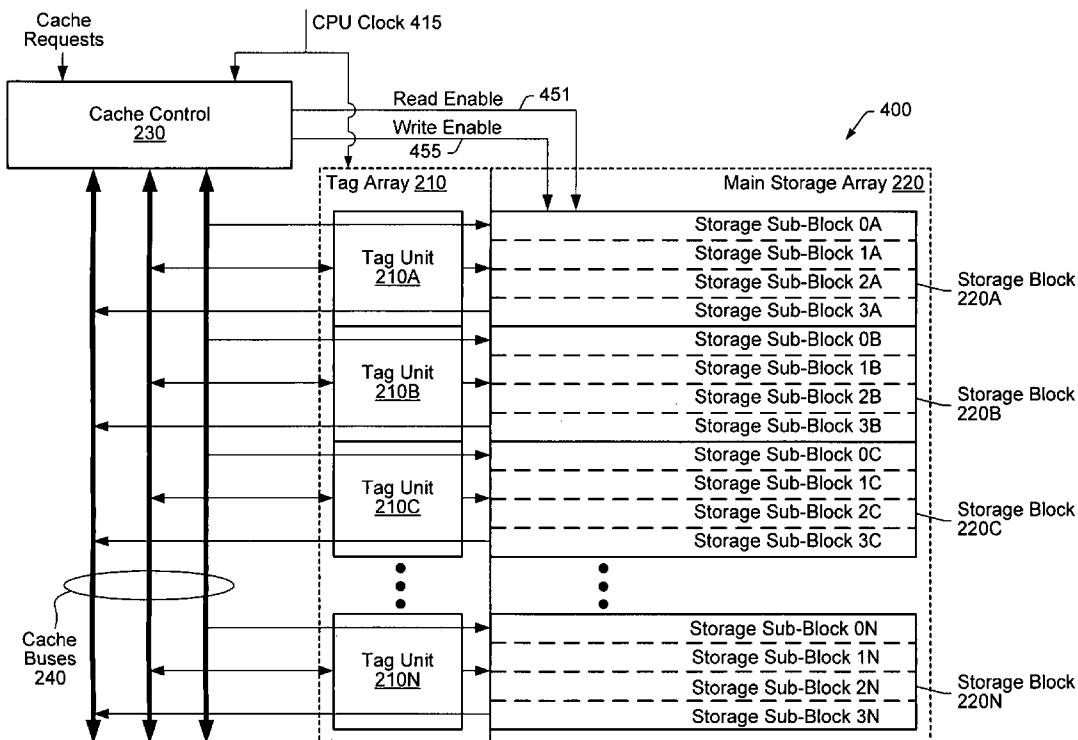 Cache
Requests
CPU Clock 415
Cache Control
230
Read Enable
451
Write Enable
455
400
Tag Array 210
Main Storage Array 220
Tag Unit
210A
Storage Sub-Block 0A
Storage Sub-Block 1A
Storage Sub-Block 2A
Storage Sub-Block 3A
Storage Block
220A
Tag Unit
210B
Storage Sub-Block 0B
Storage Sub-Block 1B
Storage Sub-Block 2B
Storage Sub-Block 3B
Storage Block
220B
Tag Unit
210C
Storage Sub-Block 0C
Storage Sub-Block 1C
Storage Sub-Block 2C
Storage Sub-Block 3C
Storage Block
220C
Cache
Buses
240
Tag Unit
210N
Storage Sub-Block 0N
Storage Sub-Block 1N
Storage Sub-Block 2N
Storage Sub-Block 3N
Storage Block
220N